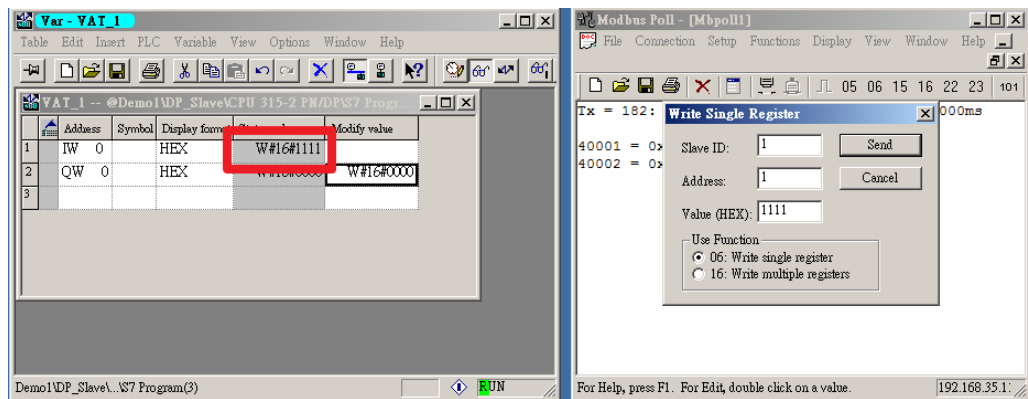 Var - VAT_1
Table Edit Insert PLC Variable View Options Window Help
VAT_1 -- @Demo1\DP_Slave\CPU 315-2 PN/DP\S7 Progr...
Address Symbol Display format Modify value
1 IW 0 HEX W#16#1111
2 QW 0 HEX W#16#0000 W#16#0000
3
Demo1\DP_Slave\...\S7 Program(3) RUN
Modbus Poll - [Mbpoll1]
File Connection Setup Functions Display View Window Help
05 06 15 16 22 23 101
Tx = 182: 000ms
40001 = 0x
40002 = 0x
Write Single Register
Slave ID: 1 Send
Address: 1 Cancel
Value (HEX): 1111
Use Function
06: Write single register
16: Write multiple registers
For Help, press F1. For Edit, double click on a value. 192.168.35.1: